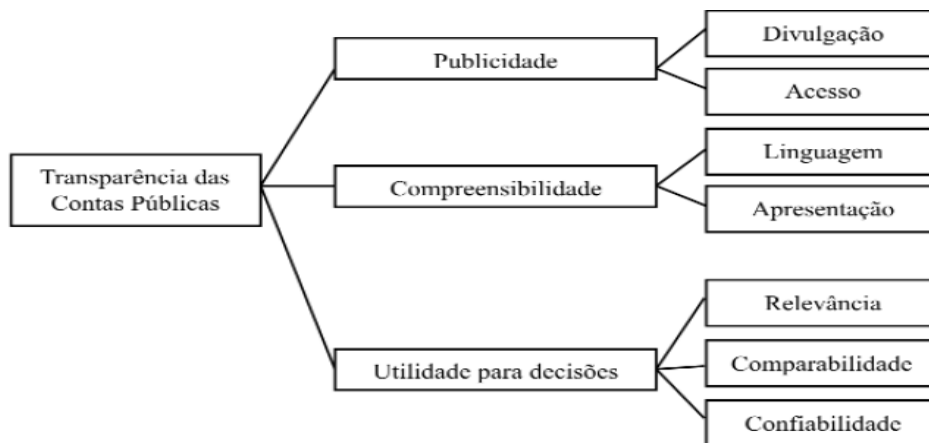 Transparência das
Contas Públicas
Publicidade
Divulgação
Acesso
Compreensibilidade
Linguagem
Apresentação
Utilidade para decisões
Relevância
Comparabilidade
Confiabilidade